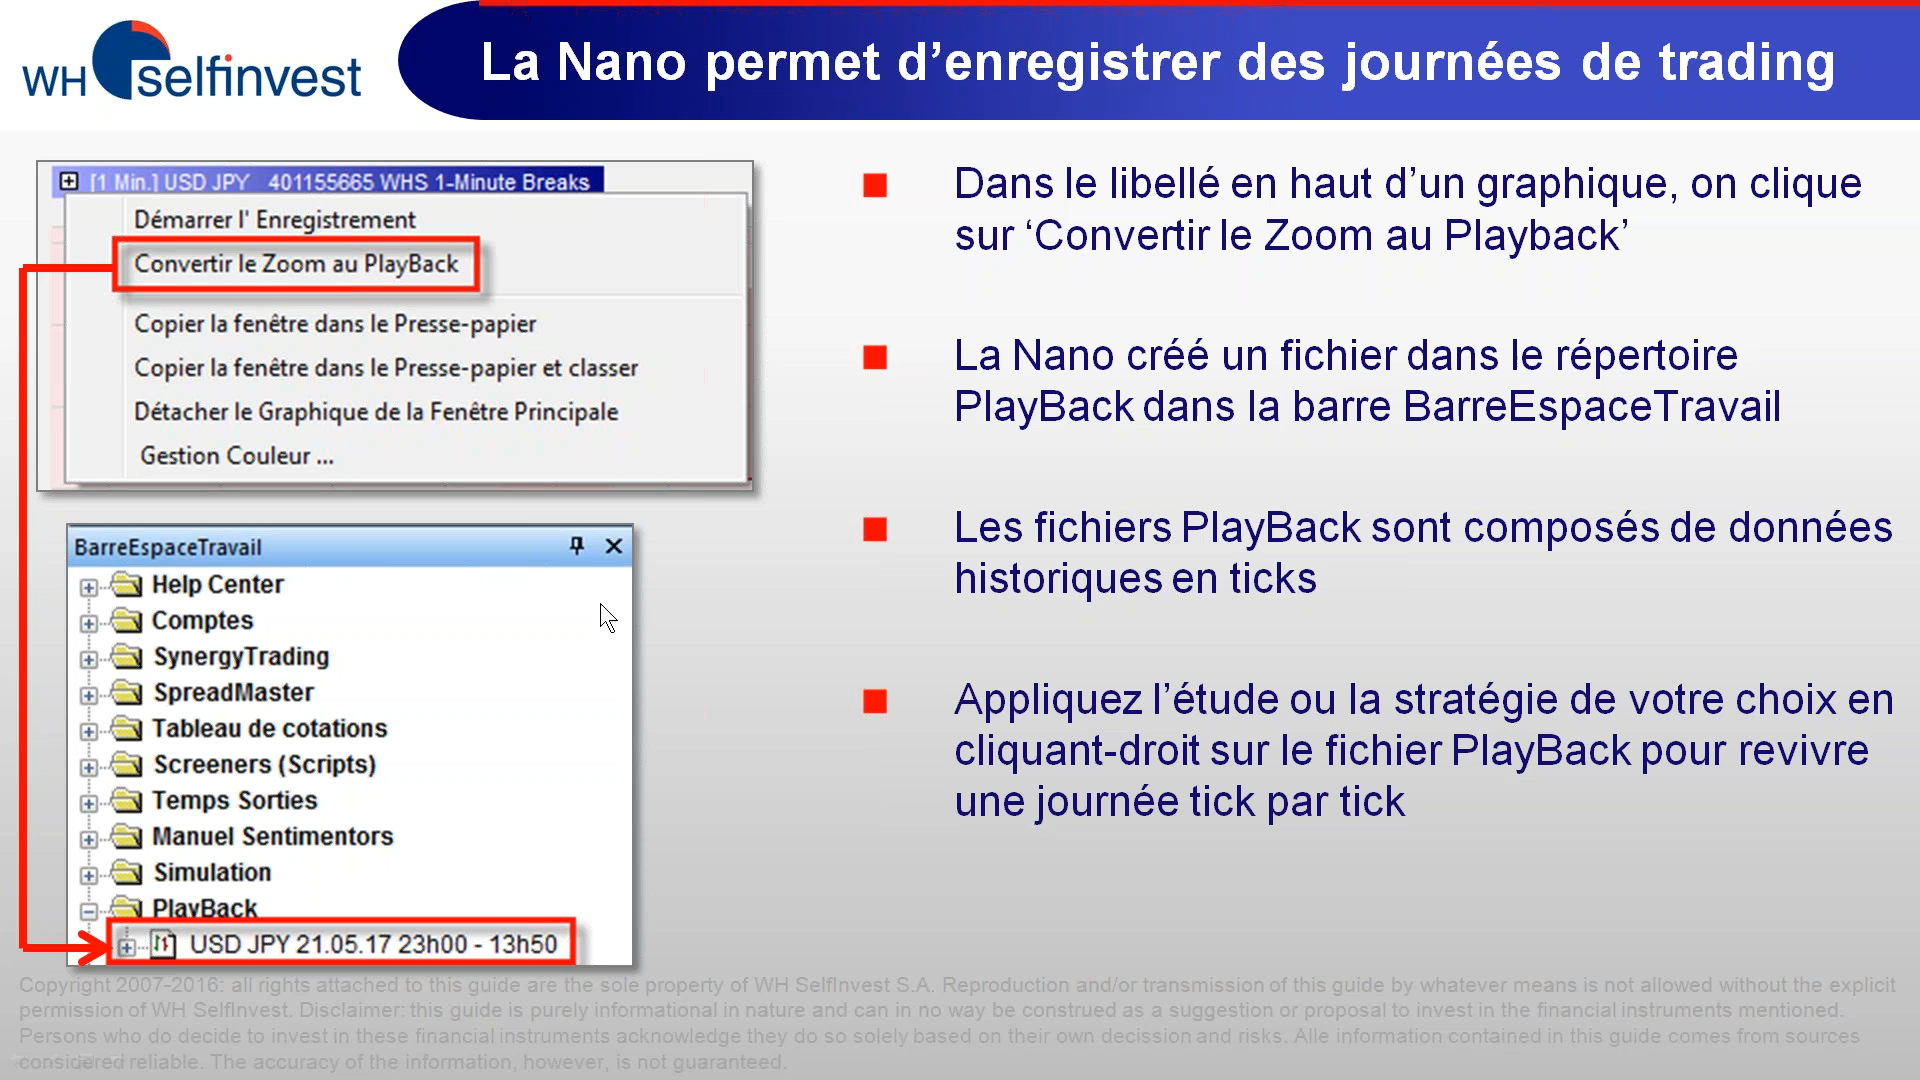 WH selfinvest
La Nano permet d’enregistrer des journées de trading
[1 Min.] USD JPY 401155665 WHS 1-Minute Breaks
Démarrer l' Enregistrement
Convertir le Zoom au PlayBack
Copier la fenêtre dans le Presse-papier
Copier la fenêtre dans le Presse-papier et classer
Détacher le Graphique de la Fenêtre Principale
Gestion Couleur ...
BarreEspaceTravail
Help Center
Comptes
SynergyTrading
SpreadMaster
Tableau de cotations
Screeners (Scripts)
Temps Sorties
Manuel Sentimentors
Simulation
PlayBack
USD JPY 21.05.17 23h00 - 13h50
Dans le libellé en haut d’un graphique, on clique
sur ‘Convertir le Zoom au Playback’
La Nano créé un fichier dans le répertoire
PlayBack dans la barre BarreEspaceTravail
Les fichiers PlayBack sont composés de données
historiques en ticks
Appliquez l’étude ou la stratégie de votre choix en
cliquant-droit sur le fichier PlayBack pour revivre
une journée tick par tick
Copyright 2007-2016: all rights attached to this guide are the sole property of WH SelfInvest S.A. Reproduction and/or transmission of this guide by whatever means is not allowed without the explicit
permission of WH SelfInvest. Disclaimer: this guide is purely informational in nature and can in no way be construed as a suggestion or proposal to invest in the financial instruments mentioned.
Persons who do decide to invest in these financial instruments acknowledge they do so solely based on their own decission and risks. Alle information contained in this guide comes from sources
considered reliable. The accuracy of the information, however, is not guaranteed.